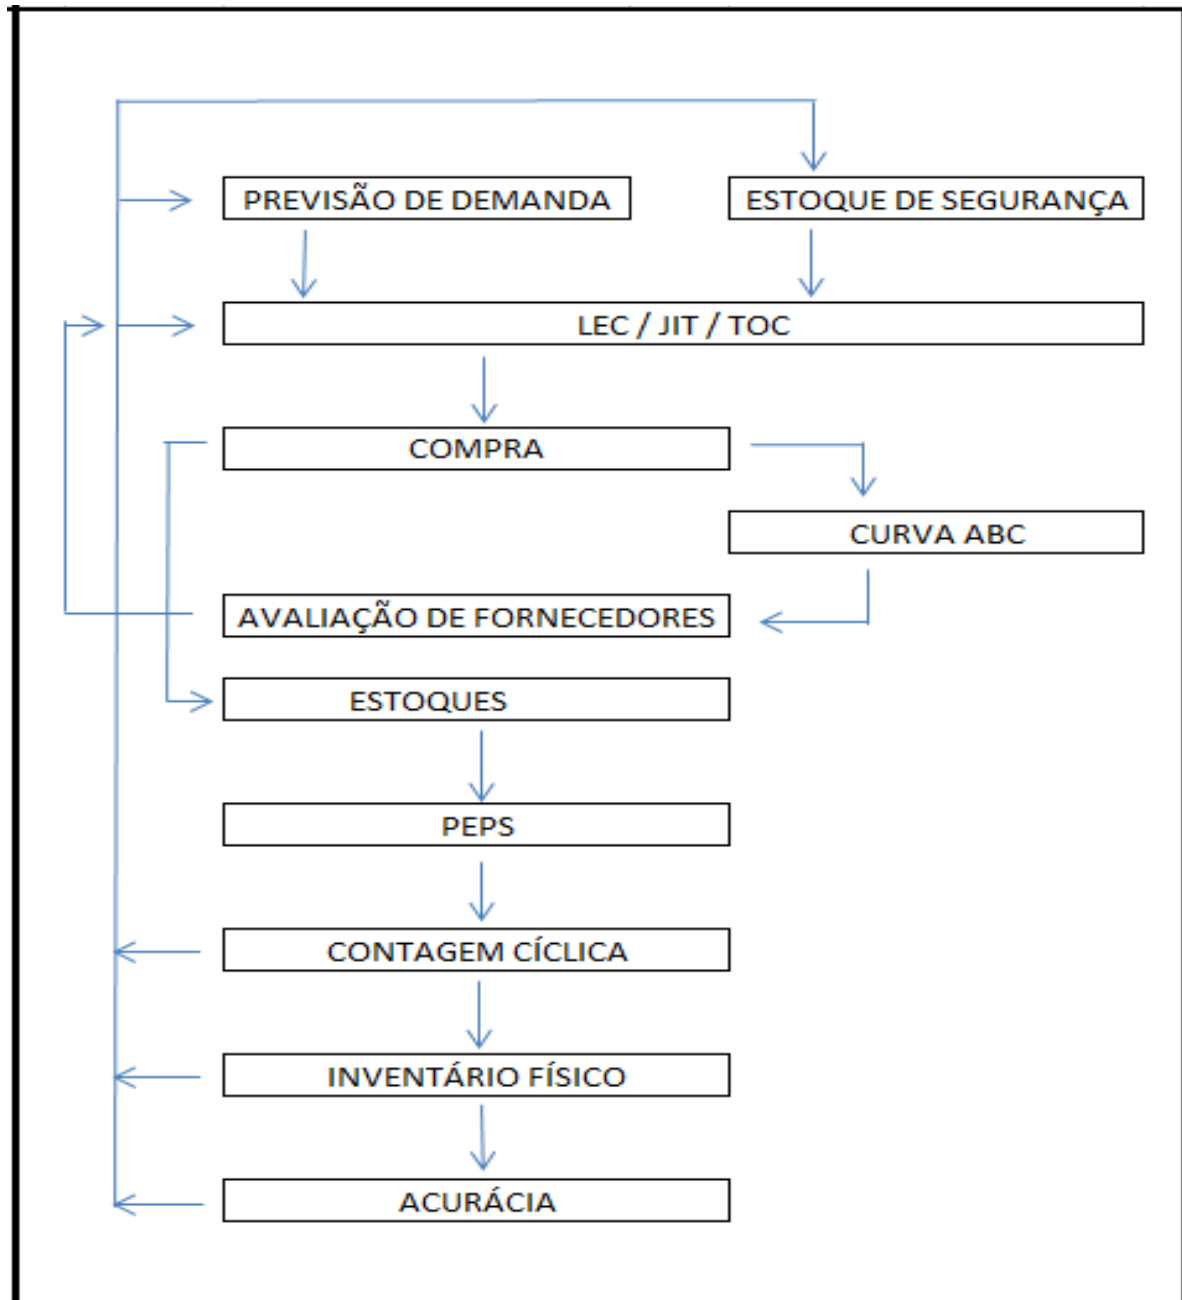 PREVISÃO DE DEMANDA
ESTOQUE DE SEGURANÇA
LEC / JIT / TOC
COMPRA
CURVA ABC
AVALIAÇÃO DE FORNECEDORES
ESTOQUES
PEPS
CONTAGEM CÍCLICA
INVENTÁRIO FÍSICO
ACURÁCIA